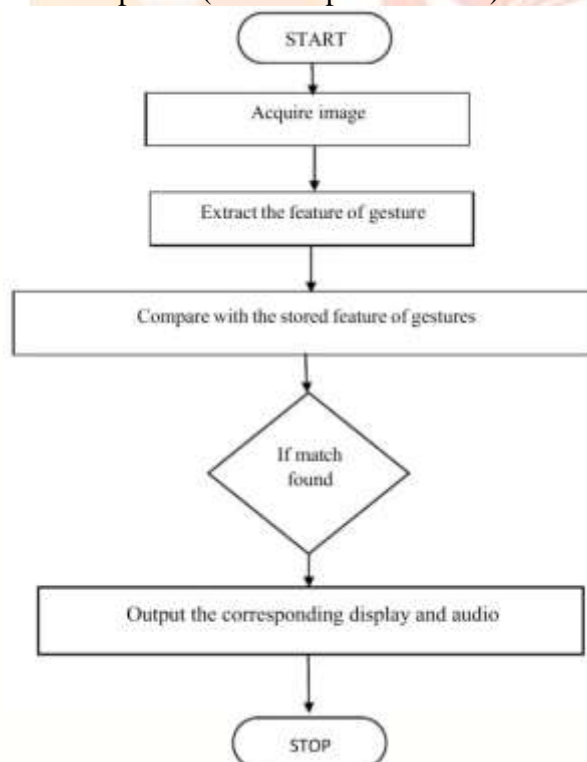 START
Acquire image
Extract the feature of gesture
Compare with the stored feature of gestures
If match
found
Output the corresponding display and audio
STOP